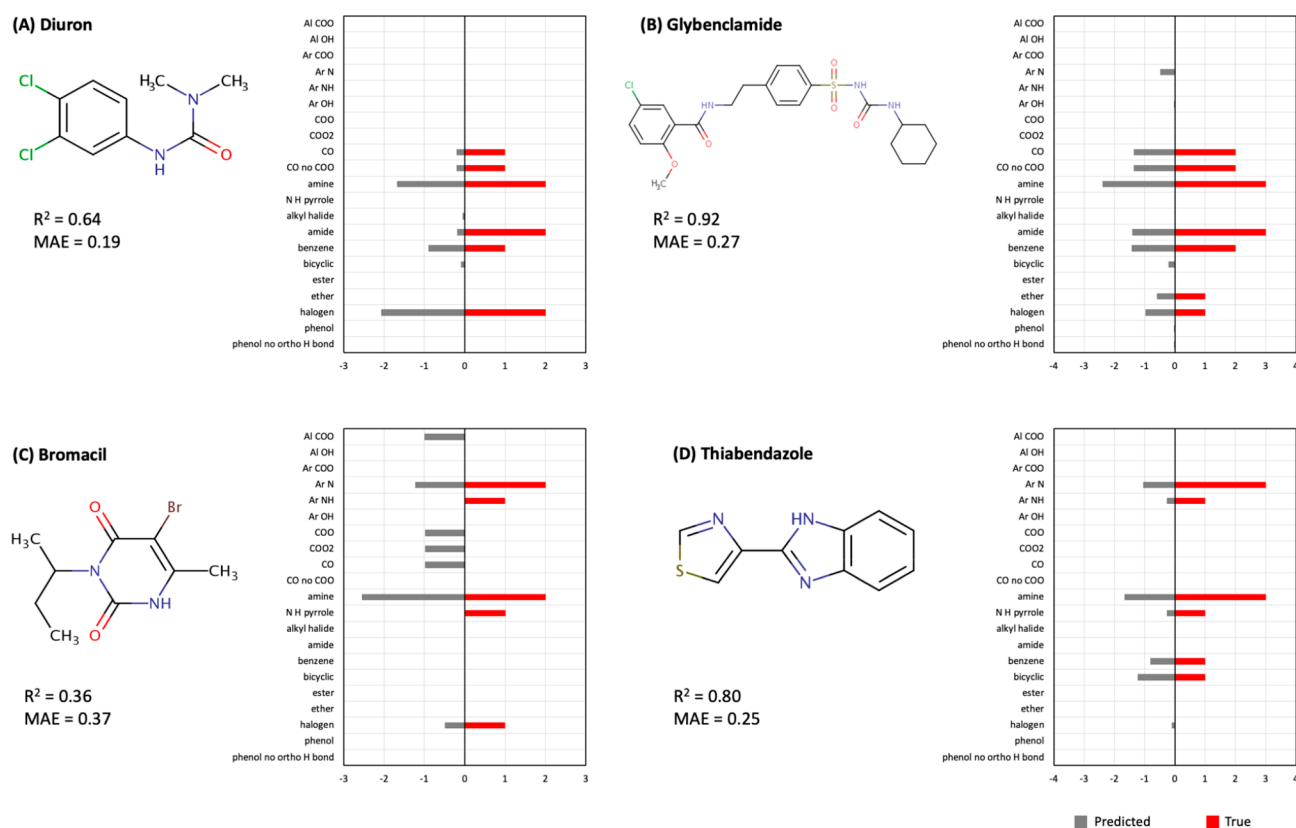 (A) Diuron
Cl
Cl
H₃C
CH₃
N
N
H
O
R² = 0.64
MAE = 0.19
Al COO
Al OH
Ar COO
Ar N
Ar NH
Ar OH
COO
COO2
CO
CO no COO
amine
N H pyrrole
alkyl halide
amide
benzene
bicyclic
ester
ether
halogen
phenol
phenol no ortho H bond
-3 -2 -1 0 1 2 3
(B) Glybenclamide
Cl
O
NH
NH
NH
S
O
O
O
O
H₃C
R² = 0.92
MAE = 0.27
Al COO
Al OH
Ar COO
Ar N
Ar NH
Ar OH
COO
COO2
CO
CO no COO
amine
N H pyrrole
alkyl halide
amide
benzene
bicyclic
ester
ether
halogen
phenol
phenol no ortho H bond
-4 -3 -2 -1 0 1 2 3 4
(C) Bromacil
O
Br
H₃C
N
CH₃
NH
CH₃
O
R² = 0.36
MAE = 0.37
Al COO
Al OH
Ar COO
Ar N
Ar NH
Ar OH
COO
COO2
CO
CO no COO
amine
N H pyrrole
alkyl halide
amide
benzene
bicyclic
ester
ether
halogen
phenol
phenol no ortho H bond
-3 -2 -1 0 1 2 3
(D) Thiabendazole
N
HN
S
N
R² = 0.80
MAE = 0.25
Al COO
Al OH
Ar COO
Ar N
Ar NH
Ar OH
COO
COO2
CO
CO no COO
amine
N H pyrrole
alkyl halide
amide
benzene
bicyclic
ester
ether
halogen
phenol
phenol no ortho H bond
-4 -3 -2 -1 0 1 2 3 4
Predicted True